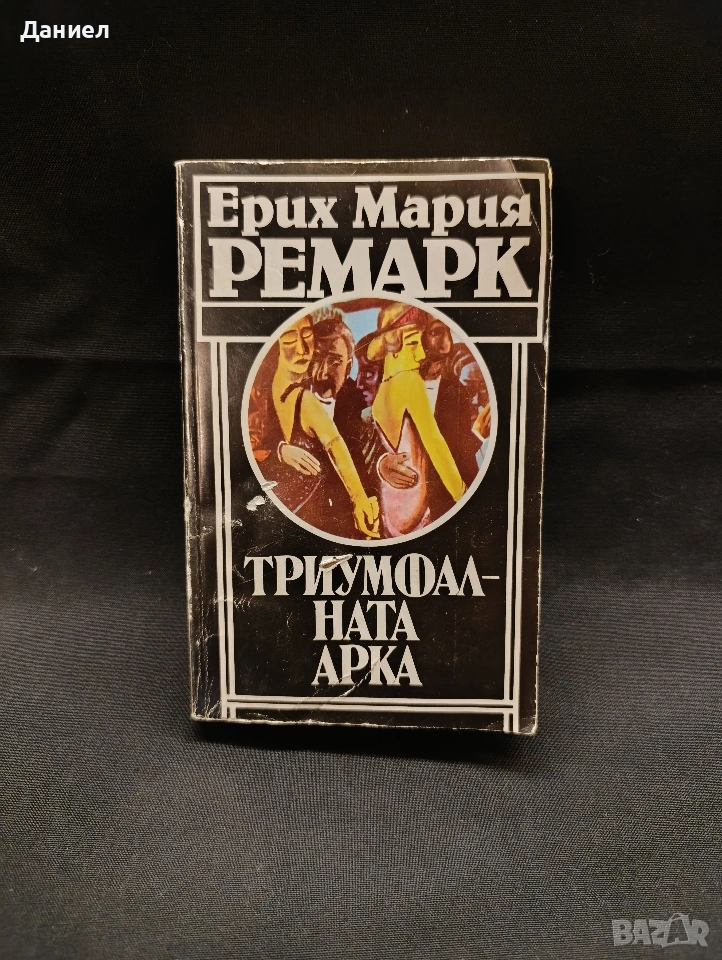 Даниел
Ерих Мария
РЕМАРК
ТРИУМФАЛ-
НАТА
АРКА
BAZAR